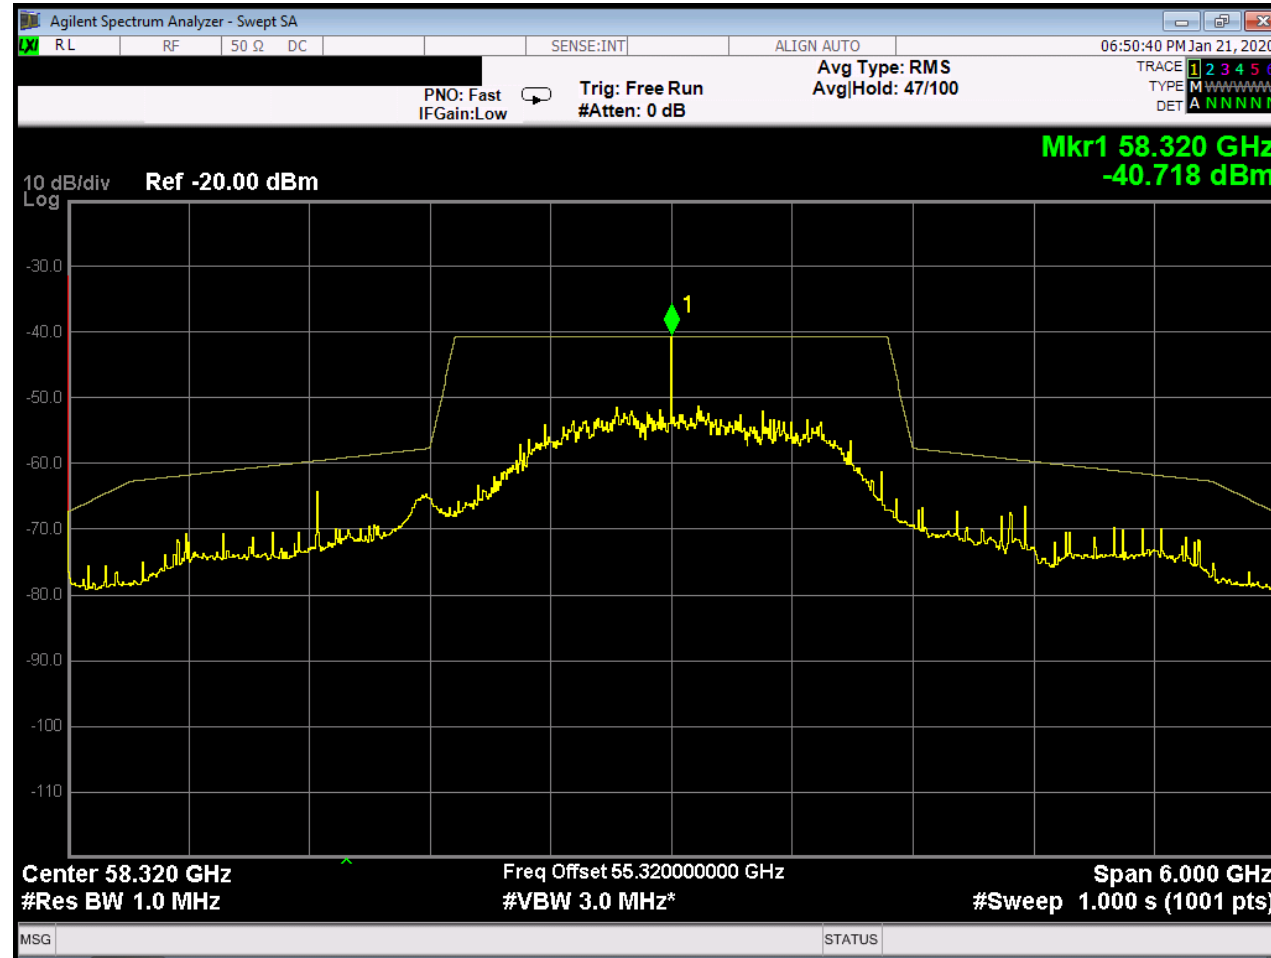 Agilent Spectrum Analyzer - Swept SA
LXI RL RF 50 Ω DC SENSE:INT ALIGN AUTO 06:50:40 PM Jan 21, 2020
PNO: Fast Trig: Free Run Avg Type: RMS TRACE 1 2 3 4 5 6
IFGain:Low #Atten: 0 dB Avg|Hold: 47/100 TYPE M WWWWW
DET A N N N N N
Mkr1 58.320 GHz
-40.718 dBm
10 dB/div Ref -20.00 dBm
Log
1
-30.0
-40.0
-50.0
-60.0
-70.0
-80.0
-90.0
-100
-110
Center 58.320 GHz Freq Offset 55.320000000 GHz Span 6.000 GHz
#Res BW 1.0 MHz #VBW 3.0 MHz* #Sweep 1.000 s (1001 pts)
MSG STATUS